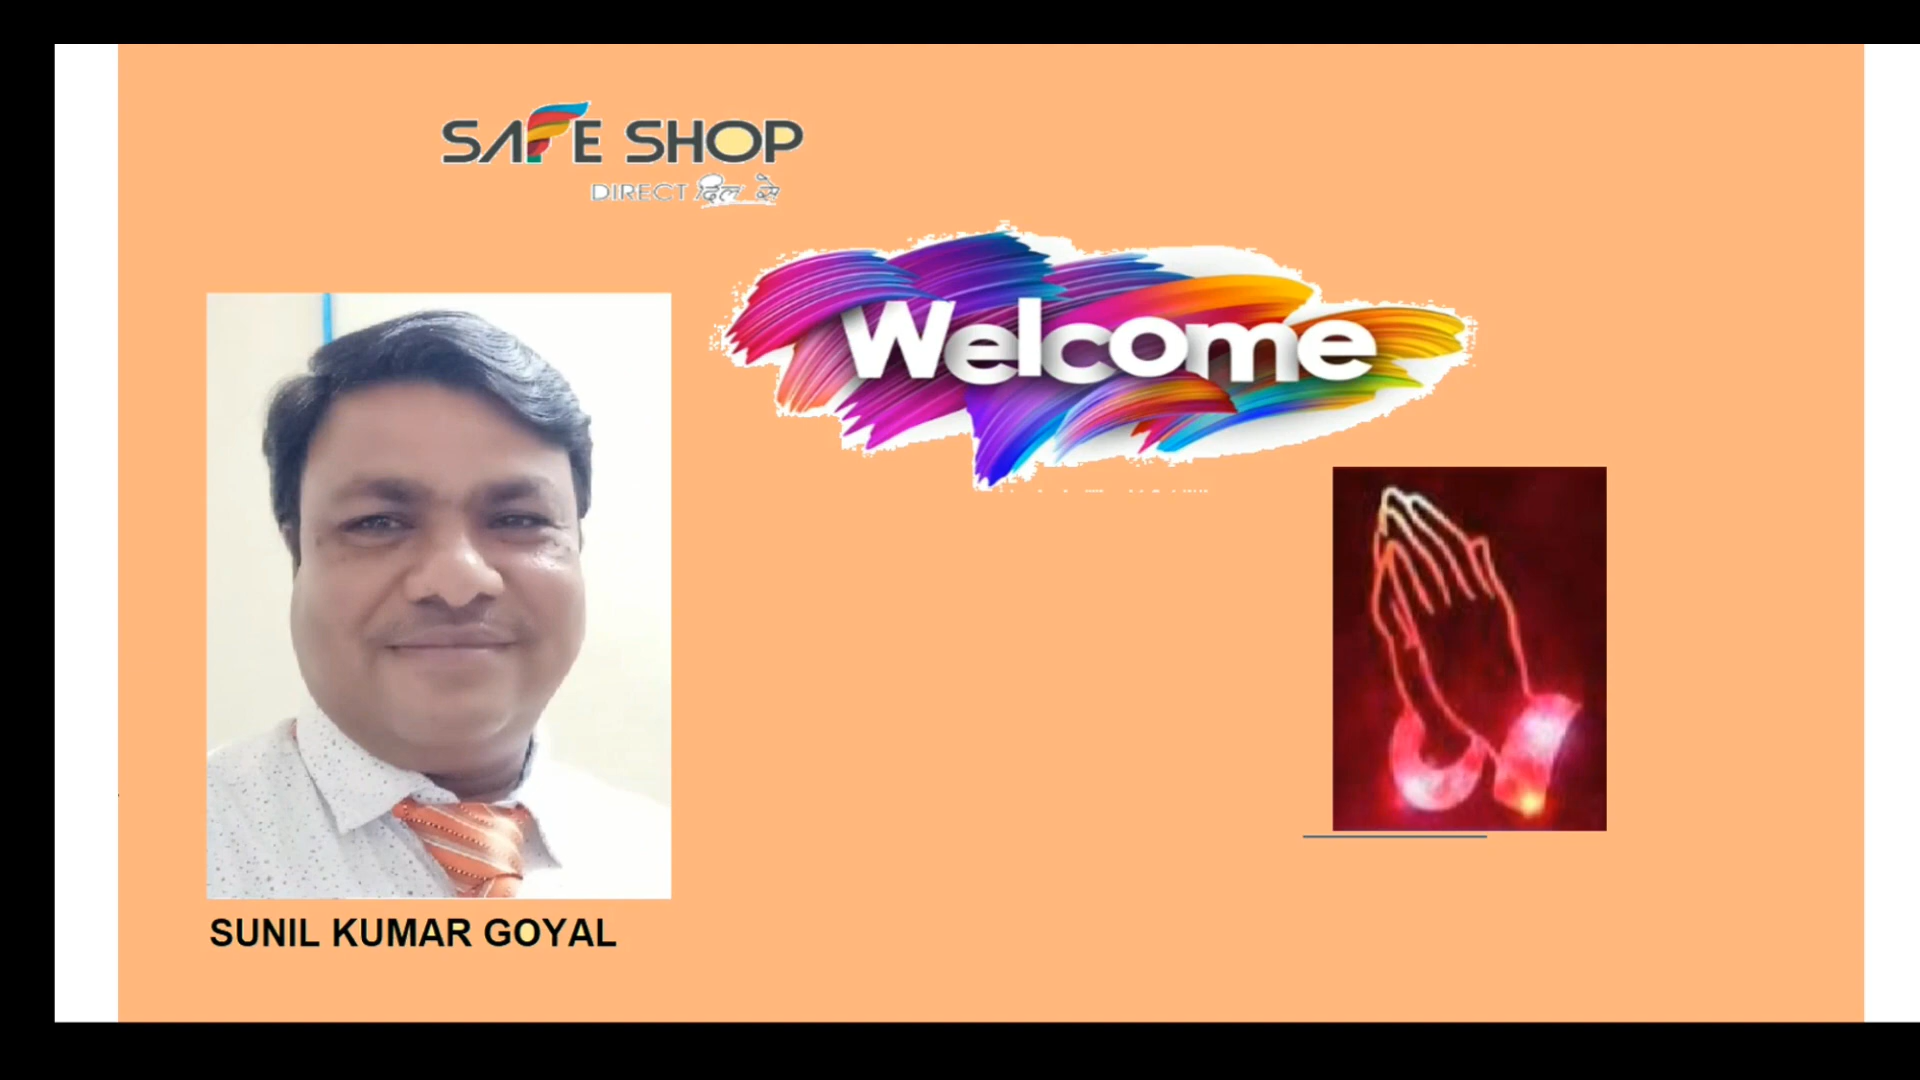 SAFE SHOP
DIRECT दिल से
Welcome
SUNIL KUMAR GOYAL